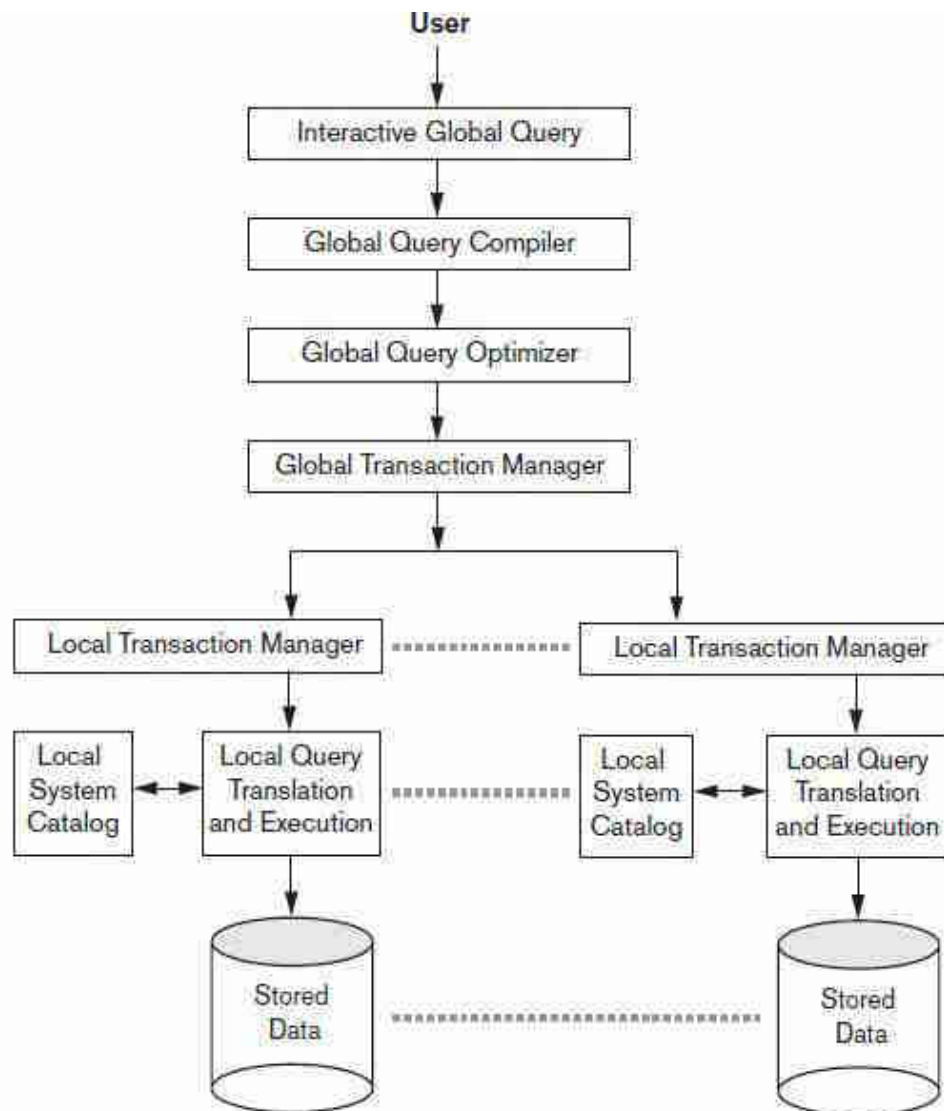 User
Interactive Global Query
Global Query Compiler
Global Query Optimizer
Global Transaction Manager
Local Transaction Manager
Local Transaction Manager
Local
System
Catalog
Local Query
Translation
and Execution
Local
System
Catalog
Local Query
Translation
and Execution
Stored
Data
Stored
Data